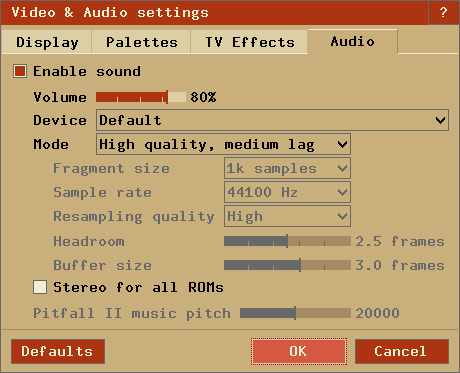 Video & Audio settings ?
Display Palettes TV Effects Audio
Enable sound
Volume 80%
Device Default
Mode High quality, medium lag
Fragment size 1k samples
Sample rate 44100 Hz
Resampling quality High
Headroom 2.5 frames
Buffer size 3.0 frames
Stereo for all ROMs
Pitfall II music pitch 20000
Defaults OK Cancel